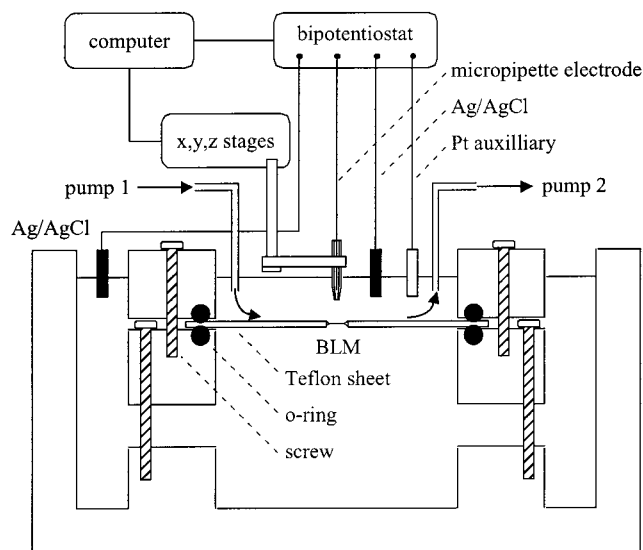 computer
bipotentiostat
micropipette electrode
Ag/AgCl
x,y,z stages
Pt auxilliary
pump 1
pump 2
Ag/AgCl
BLM
Teflon sheet
o-ring
screw